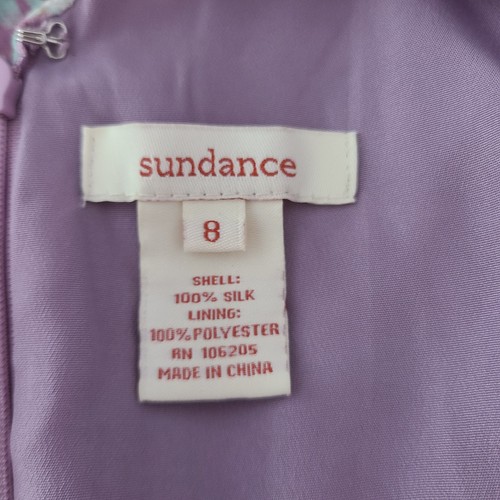 sundance
8
SHELL:
100% SILK
LINING:
100% POLYESTER
RN 106205
MADE IN CHINA